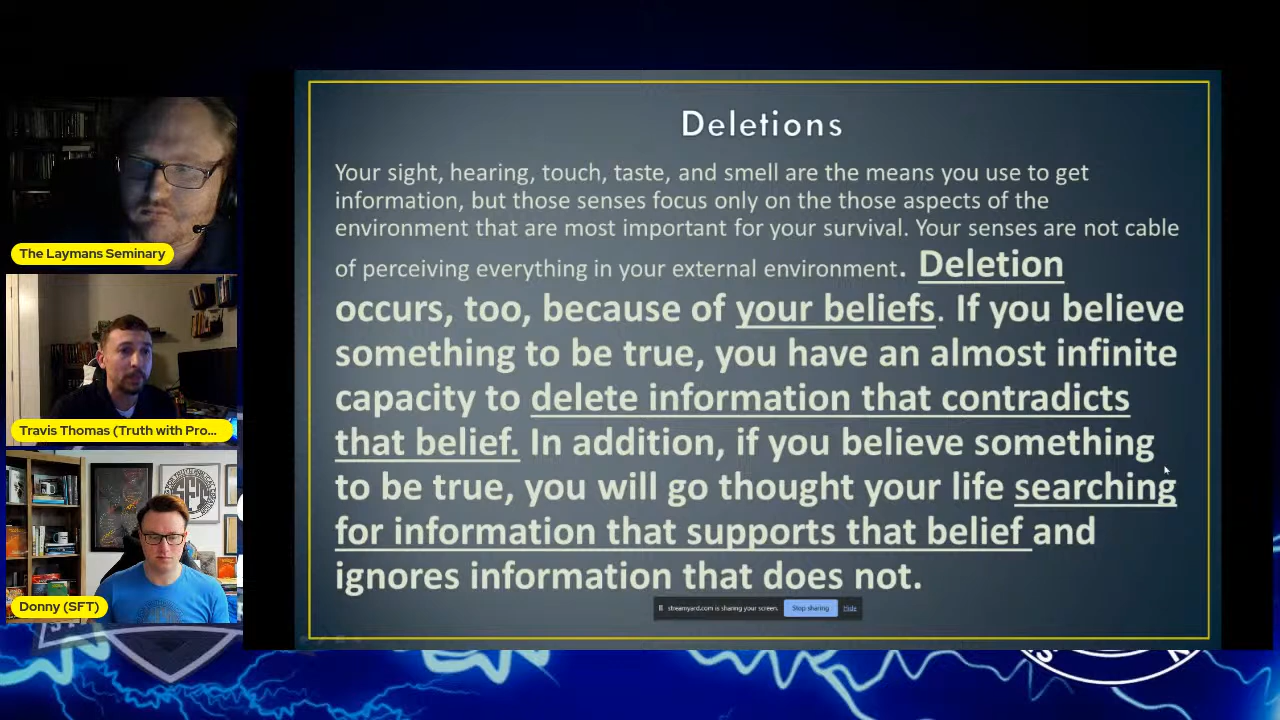 The Laymans Seminary
Travis Thomas (Truth with Pro...
Donny (SFT)
Deletions
Your sight, hearing, touch, taste, and smell are the means you use to get
information, but those senses focus only on the those aspects of the
environment that are most important for your survival. Your senses are not cable
of perceiving everything in your external environment. Deletion
occurs, too, because of your beliefs. If you believe
something to be true, you have an almost infinite
capacity to delete information that contradicts
that belief. In addition, if you believe something
to be true, you will go thought your life searching
for information that supports that belief and
ignores information that does not.
streamyard.com is sharing your screen. Stop sharing Hide